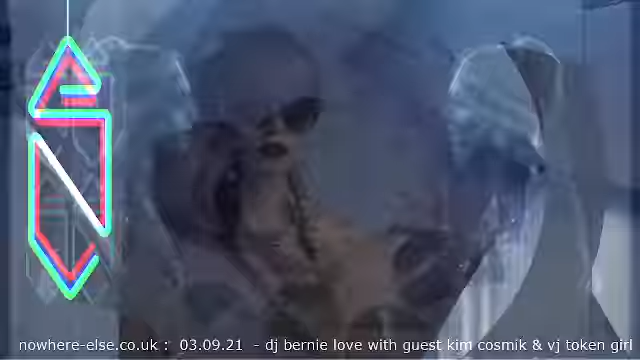 nowhere-else.co.uk : 03.09.21 - dj bernie love with guest kim cosmik & vj token girl